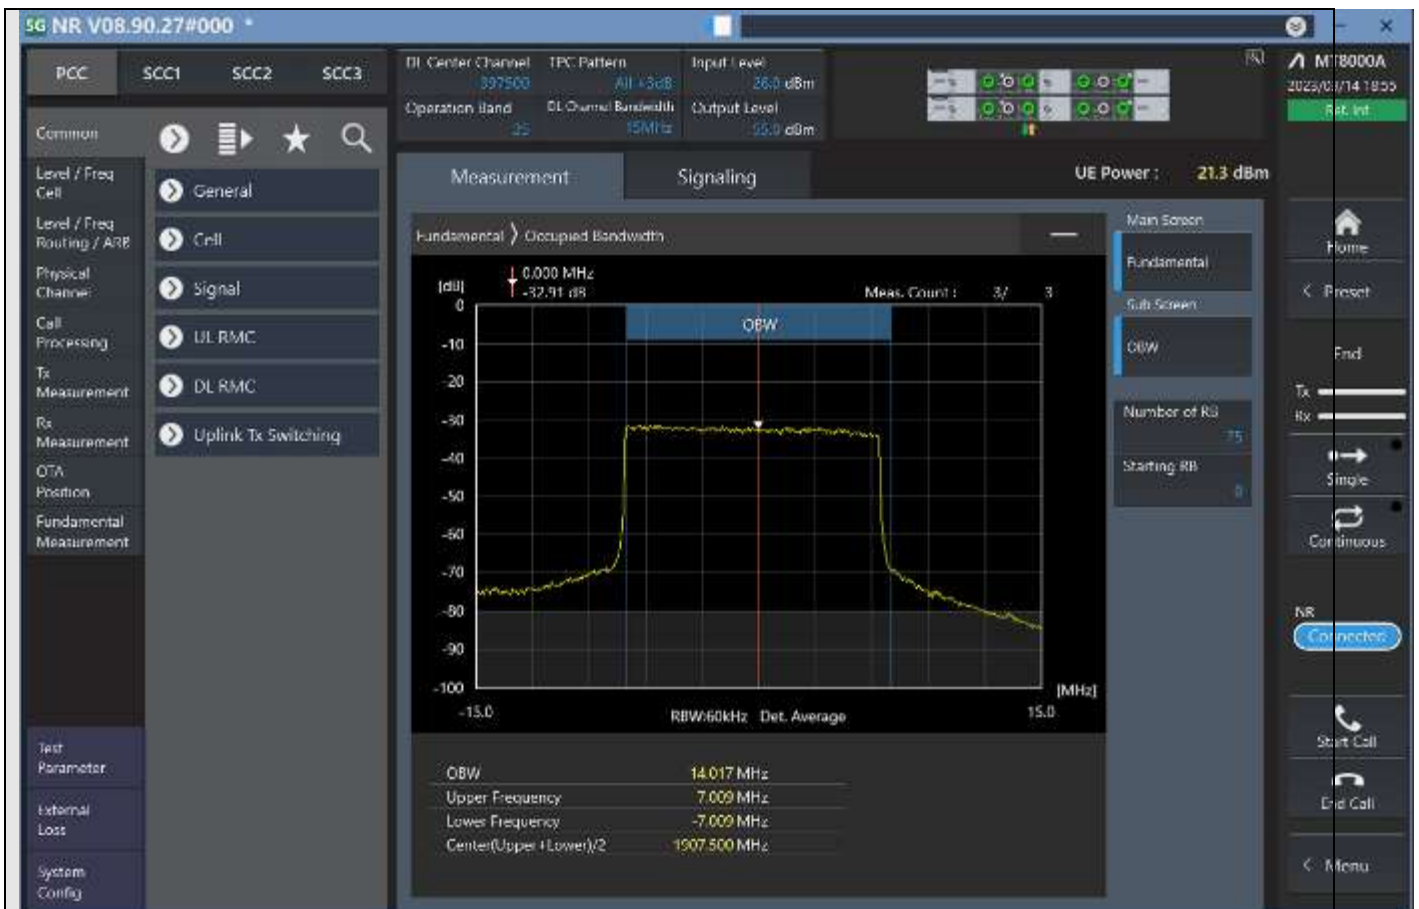 5G NR V08.90.27#000 *
PCC SCC1 SCC2 SCC3
DL Center Channel TPC Pattern Input Level
397500 All +3dB 26.0 dBm
Operation Band DL Channel Bandwidth Output Level
25 15MHz -55.0 dBm
MT8000A
2023/03/14 18:55
Common
Level / Freq
Cell
Level / Freq
Routing / ARB
Physical
Channel
Call
Processing
Tx
Measurement
Rx
Measurement
OTA
Position
Fundamental
Measurement
Test
Parameter
External
Loss
System
Config
General
Cell
Signal
UL RMC
DL RMC
Uplink Tx Switching
Measurement Signaling
UE Power : 21.3 dBm
Fundamental Occupied Bandwidth
[dB]
0.000 MHz
-32.91 dB
Meas. Count : 3/ 3
OBW
0
-10
-20
-30
-40
-50
-60
-70
-80
-90
-100
[MHz]
-15.0 RBW:60kHz Det. Average 15.0
OBW 14.017 MHz
Upper Frequency 7.009 MHz
Lower Frequency -7.009 MHz
Center(Upper+Lower)/2 1907.500 MHz
Main Screen
Fundamental
Sub Screen
OBW
Number of RB
75
Starting RB
0
Home
< Preset
End
Tx
Rx
Single
Continuous
NR
Connected
Start Call
End Call
< Menu